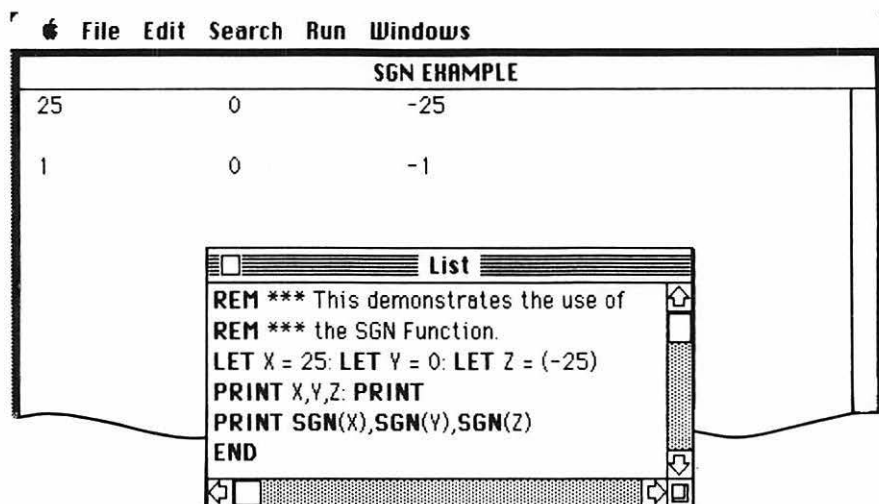 File Edit Search Run Windows
SGN EXAMPLE
25 0 -25
1 0 -1
List
REM *** This demonstrates the use of
REM *** the SGN Function.
LET X = 25: LET Y = 0: LET Z = (-25)
PRINT X,Y,Z: PRINT
PRINT SGN(X),SGN(Y),SGN(Z)
END